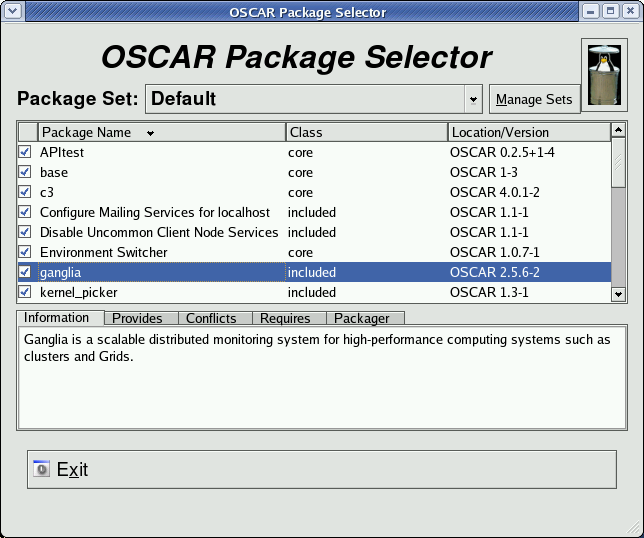 OSCAR Package Selector
OSCAR Package Selector
Package Set: Default Manage Sets
Package Name Class Location/Version
APItest core OSCAR 0.2.5+1-4
base core OSCAR 1-3
c3 core OSCAR 4.0.1-2
Configure Mailing Services for localhost included OSCAR 1.1-1
Disable Uncommon Client Node Services included OSCAR 1.1-1
Environment Switcher core OSCAR 1.0.7-1
ganglia included OSCAR 2.5.6-2
kernel_picker included OSCAR 1.3-1
Information Provides Conflicts Requires Packager
Ganglia is a scalable distributed monitoring system for high-performance computing systems such as
clusters and Grids.
Exit